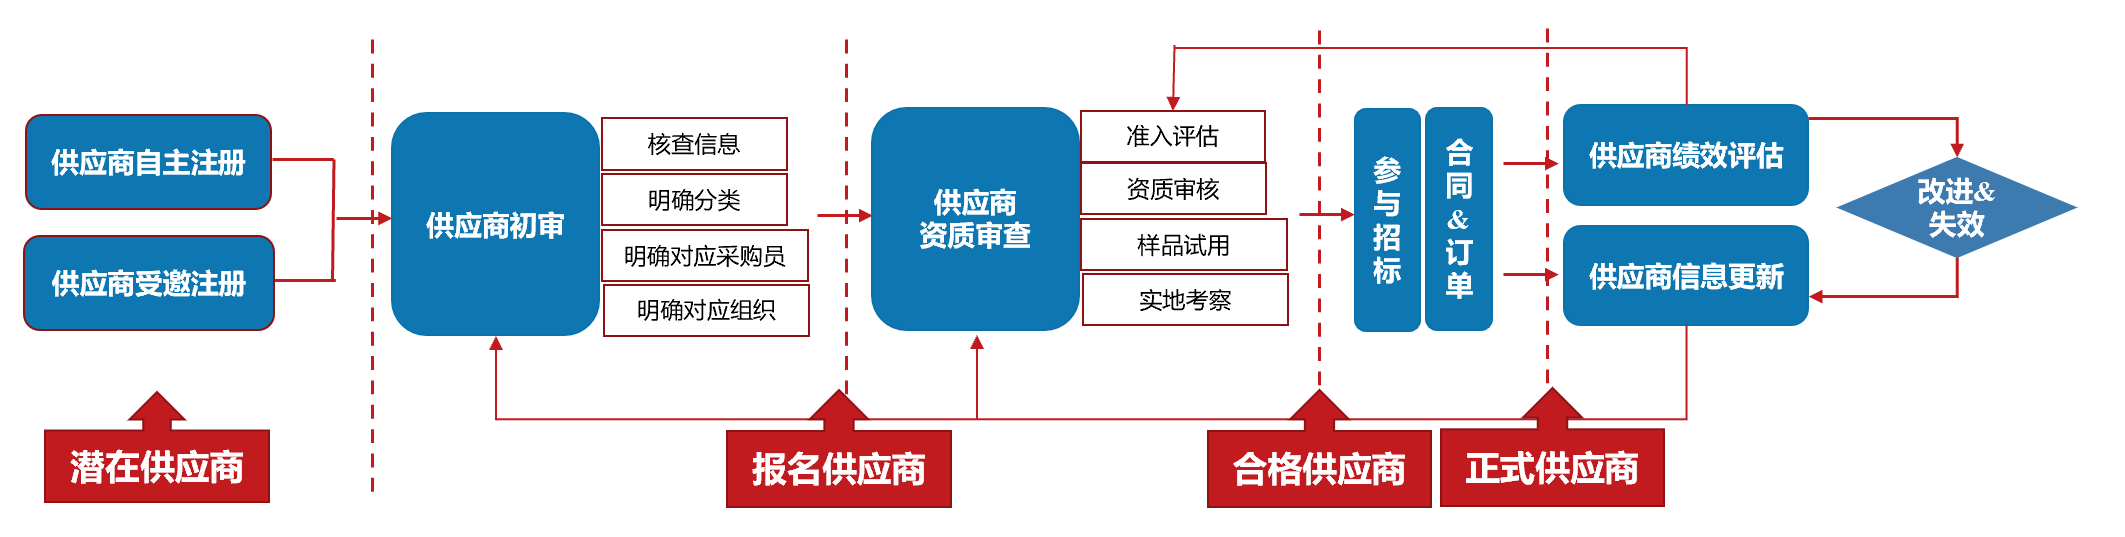 供应商自主注册
供应商受邀注册
供应商初审
核查信息
明确分类
明确对应采购员
明确对应组织
供应商
资质审查
准入评估
资质审核
样品试用
实地考察
参与招标
合同&订单
供应商绩效评估
供应商信息更新
改进&
失效
潜在供应商
报名供应商
合格供应商
正式供应商